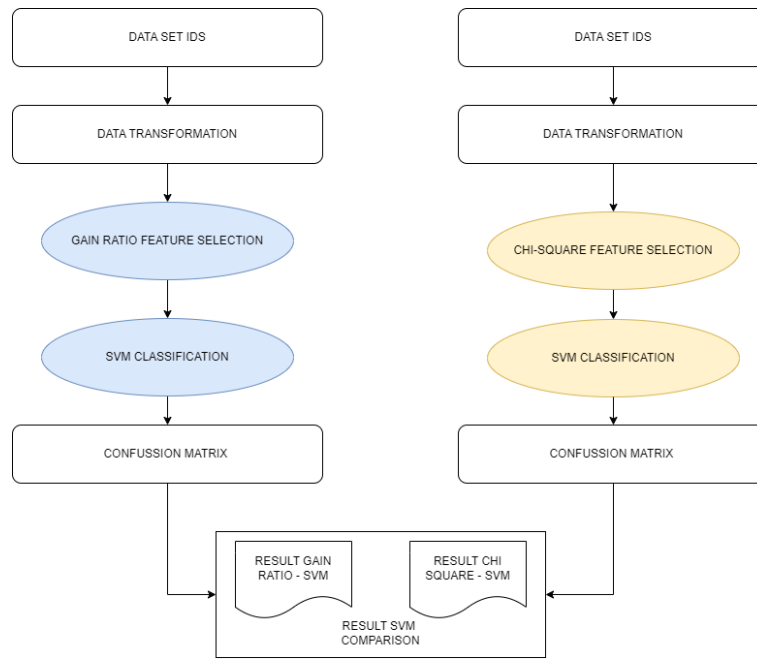 DATA SET IDS
DATA TRANSFORMATION
GAIN RATIO FEATURE SELECTION
SVM CLASSIFICATION
CONFUSSION MATRIX
DATA SET IDS
DATA TRANSFORMATION
CHI-SQUARE FEATURE SELECTION
SVM CLASSIFICATION
CONFUSSION MATRIX
RESULT GAIN
RATIO - SVM
RESULT CHI
SQUARE - SVM
RESULT SVM
COMPARISON